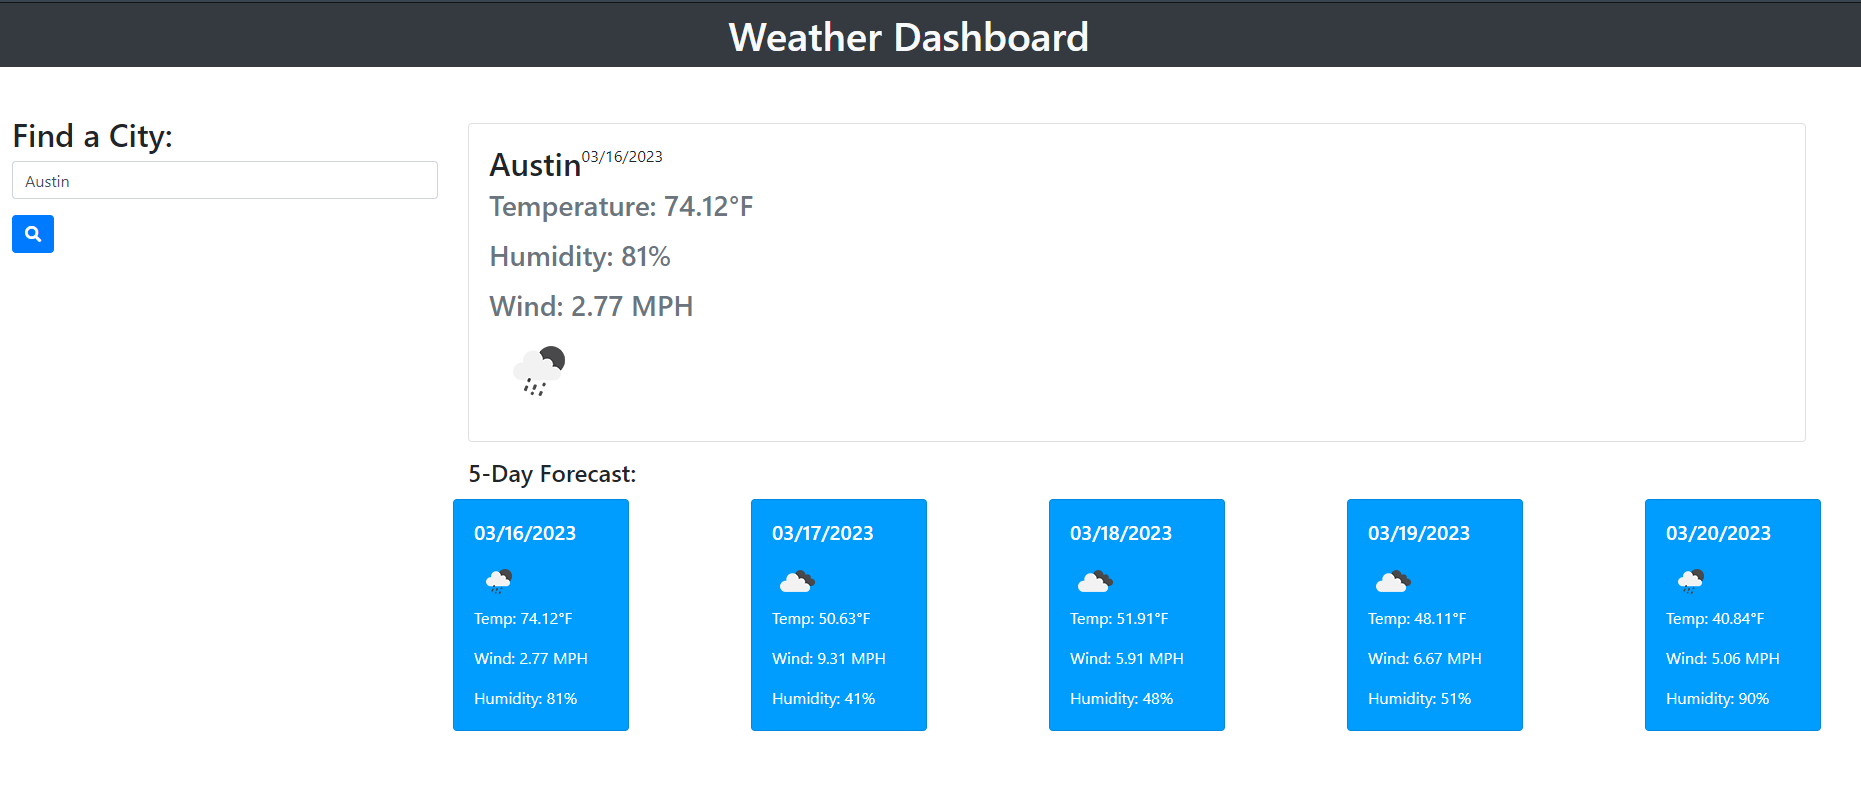 Weather Dashboard
Find a City:
Austin
Austin03/16/2023
Temperature: 74.12°F
Humidity: 81%
Wind: 2.77 MPH
5-Day Forecast:
03/16/2023
Temp: 74.12°F
Wind: 2.77 MPH
Humidity: 81%
03/17/2023
Temp: 50.63°F
Wind: 9.31 MPH
Humidity: 41%
03/18/2023
Temp: 51.91°F
Wind: 5.91 MPH
Humidity: 48%
03/19/2023
Temp: 48.11°F
Wind: 6.67 MPH
Humidity: 51%
03/20/2023
Temp: 40.84°F
Wind: 5.06 MPH
Humidity: 90%